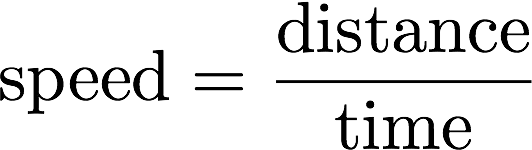 speed = distance / time